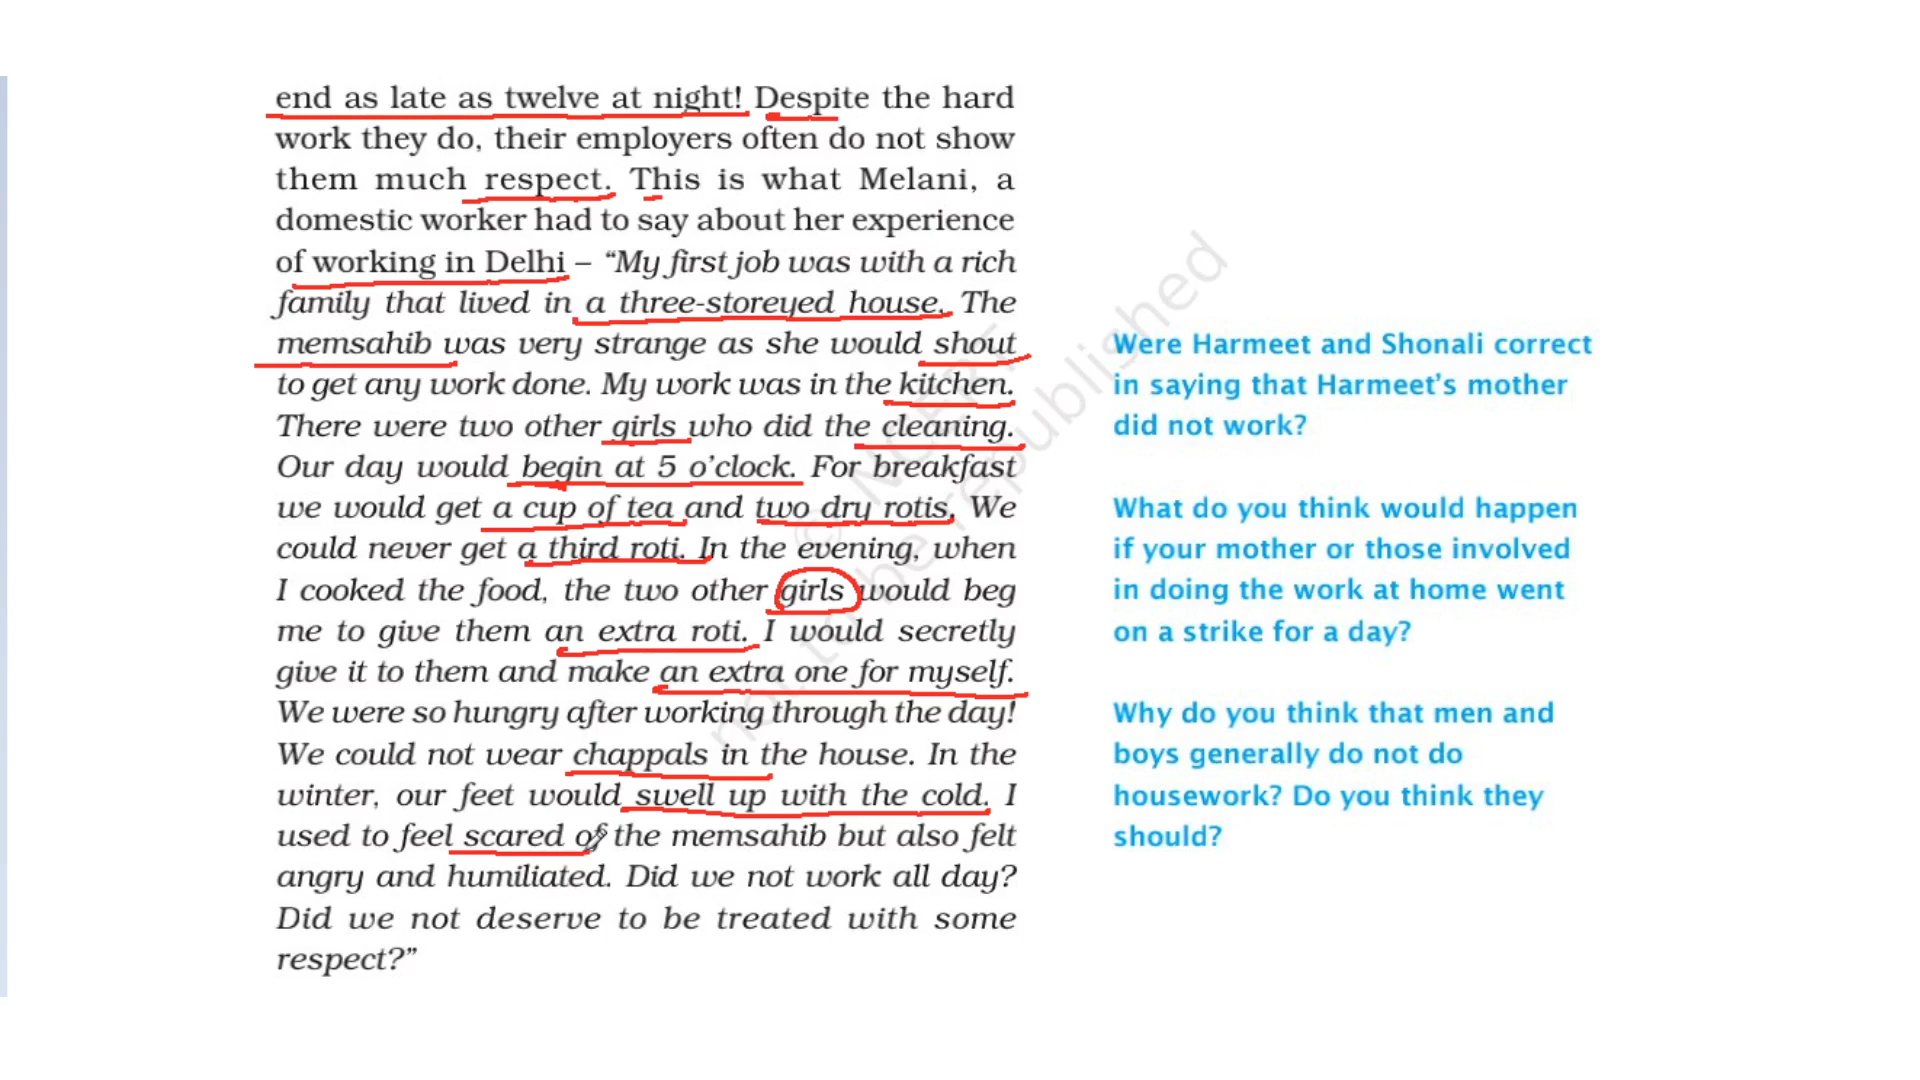 end as late as twelve at night! Despite the hard
work they do, their employers often do not show
them much respect. This is what Melani, a
domestic worker had to say about her experience
of working in Delhi – “My first job was with a rich
family that lived in a three-storeyed house. The
memsahib was very strange as she would shout
to get any work done. My work was in the kitchen.
There were two other girls who did the cleaning.
Our day would begin at 5 o’clock. For breakfast
we would get a cup of tea and two dry rotis. We
could never get a third roti. In the evening, when
I cooked the food, the two other girls would beg
me to give them an extra roti. I would secretly
give it to them and make an extra one for myself.
We were so hungry after working through the day!
We could not wear chappals in the house. In the
winter, our feet would swell up with the cold. I
used to feel scared of the memsahib but also felt
angry and humiliated. Did we not work all day?
Did we not deserve to be treated with some
respect?”
Were Harmeet and Shonali correct
in saying that Harmeet’s mother
did not work?
What do you think would happen
if your mother or those involved
in doing the work at home went
on a strike for a day?
Why do you think that men and
boys generally do not do
housework? Do you think they
should?
© NCERT
not to be republished